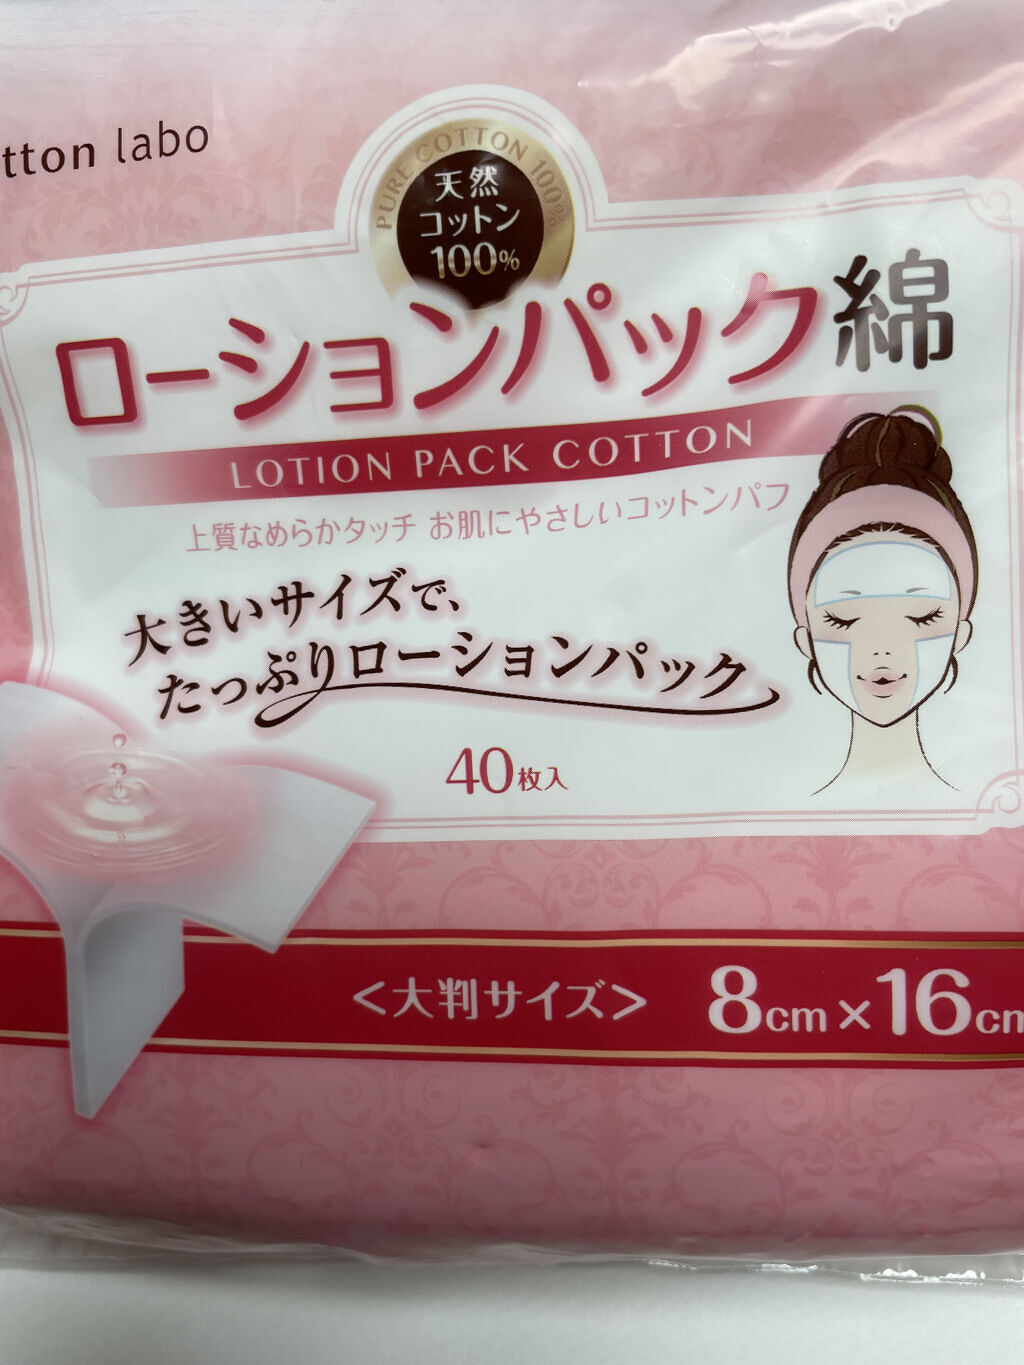 tton labo
PURE COTTON 100%
天然
コットン
100%
ローションパック綿
LOTION PACK COTTON
上質なめらかタッチ お肌にやさしいコットンパフ
大きいサイズで、
たっぷりローションパック
40枚入
<大判サイズ> 8cm×16cm